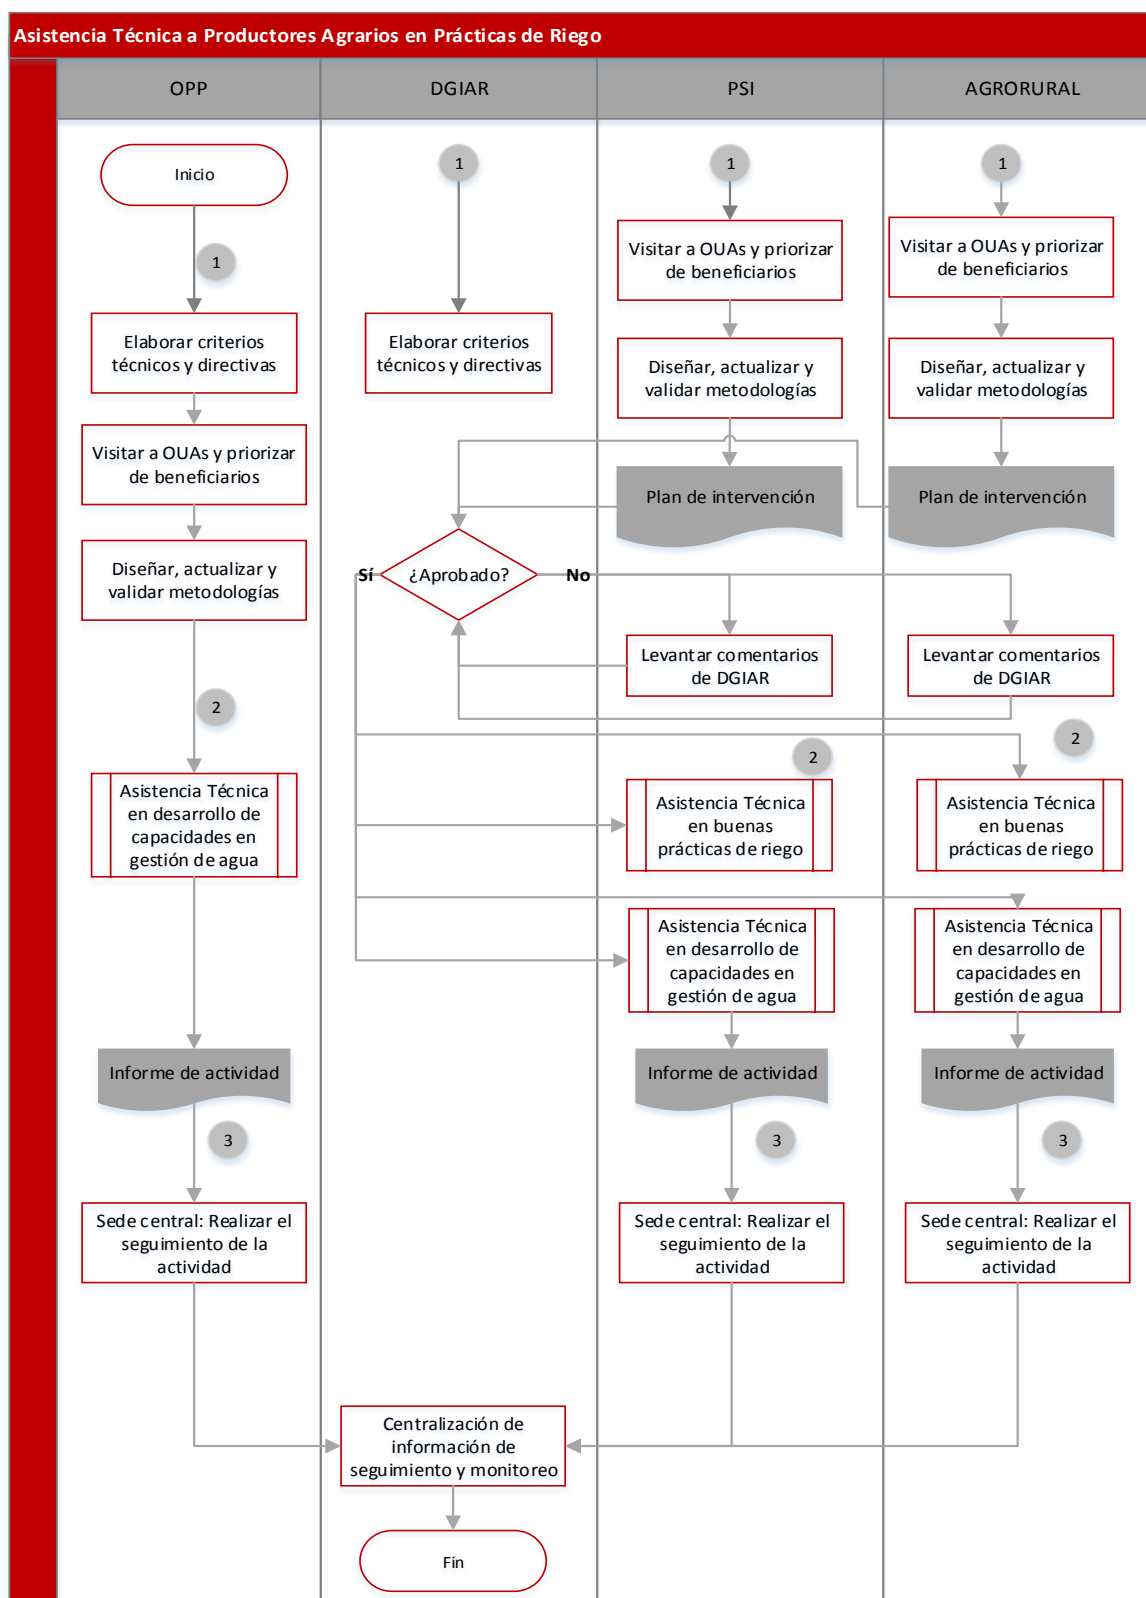 Asistencia Técnica a Productores Agrarios en Prácticas de Riego
OPP
DGIAR
PSI
AGRORURAL
Inicio
1
1
1
1
Visitar a OUAs y priorizar
de beneficiarios
Visitar a OUAs y priorizar
de beneficiarios
Elaborar criterios
técnicos y directivas
Elaborar criterios
técnicos y directivas
Diseñar, actualizar y
validar metodologías
Diseñar, actualizar y
validar metodologías
Visitar a OUAs y priorizar
de beneficiarios
Plan de intervención
Plan de intervención
Diseñar, actualizar y
validar metodologías
Sí
¿Aprobado?
No
Levantar comentarios
de DGIAR
Levantar comentarios
de DGIAR
2
2
2
Asistencia Técnica
en desarrollo de
capacidades en
gestión de agua
Asistencia Técnica
en buenas
prácticas de riego
Asistencia Técnica
en buenas
prácticas de riego
Asistencia Técnica
en desarrollo de
capacidades en
gestión de agua
Asistencia Técnica
en desarrollo de
capacidades en
gestión de agua
Informe de actividad
Informe de actividad
Informe de actividad
3
3
3
Sede central: Realizar el
seguimiento de la
actividad
Sede central: Realizar el
seguimiento de la
actividad
Sede central: Realizar el
seguimiento de la
actividad
Centralización de
información de
seguimiento y monitoreo
Fin